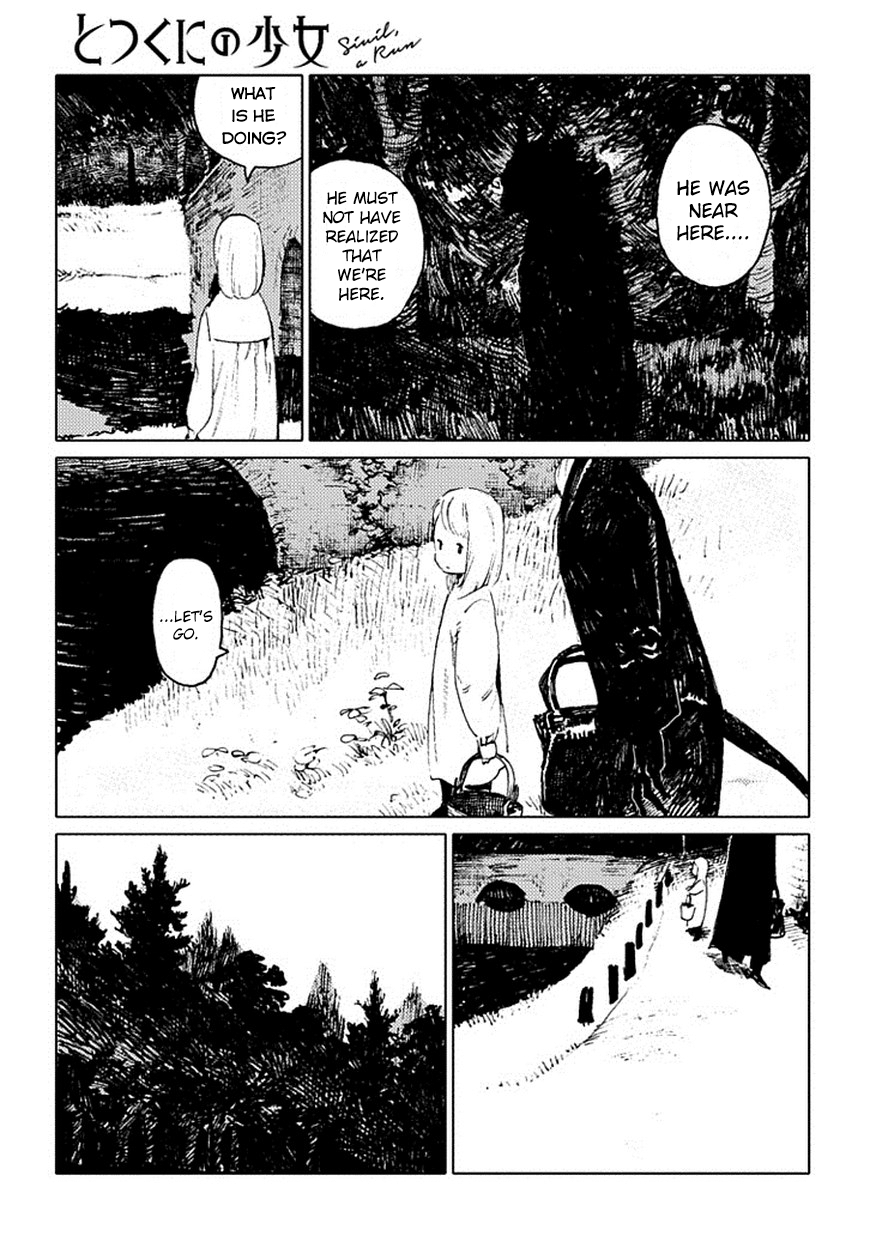 とつくにの少女
Siúil,
a Run
HE WAS
NEAR
HERE....
HE MUST
NOT HAVE
REALIZED
THAT
WE'RE
HERE.
WHAT
IS HE
DOING?
...LET'S
GO.